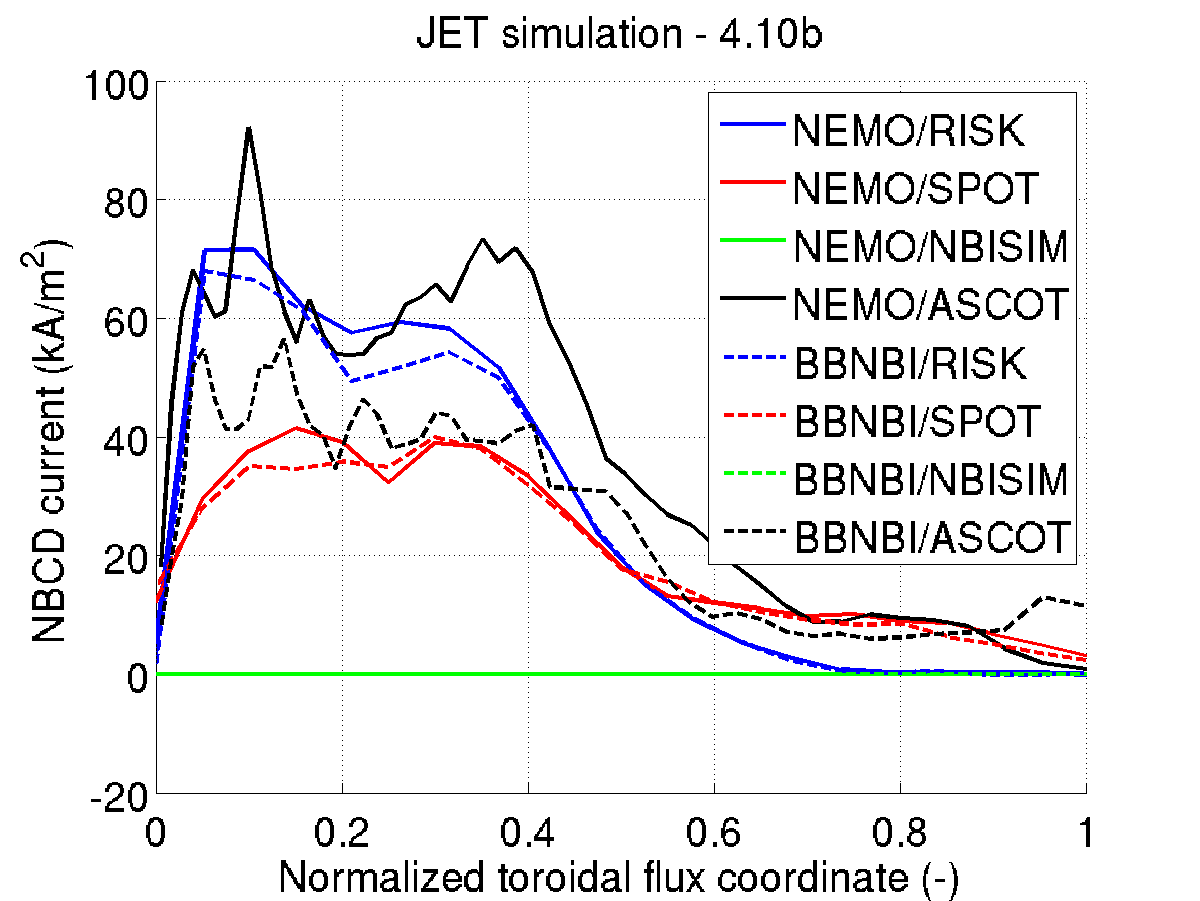 JET simulation - 4.10b
100
80
60
40
20
0
-20
NBCD current (kA/m²)
NEMO/RISK
NEMO/SPOT
NEMO/NBISIM
NEMO/ASCOT
BBNBI/RISK
BBNBI/SPOT
BBNBI/NBISIM
BBNBI/ASCOT
0 0.2 0.4 0.6 0.8 1
Normalized toroidal flux coordinate (-)